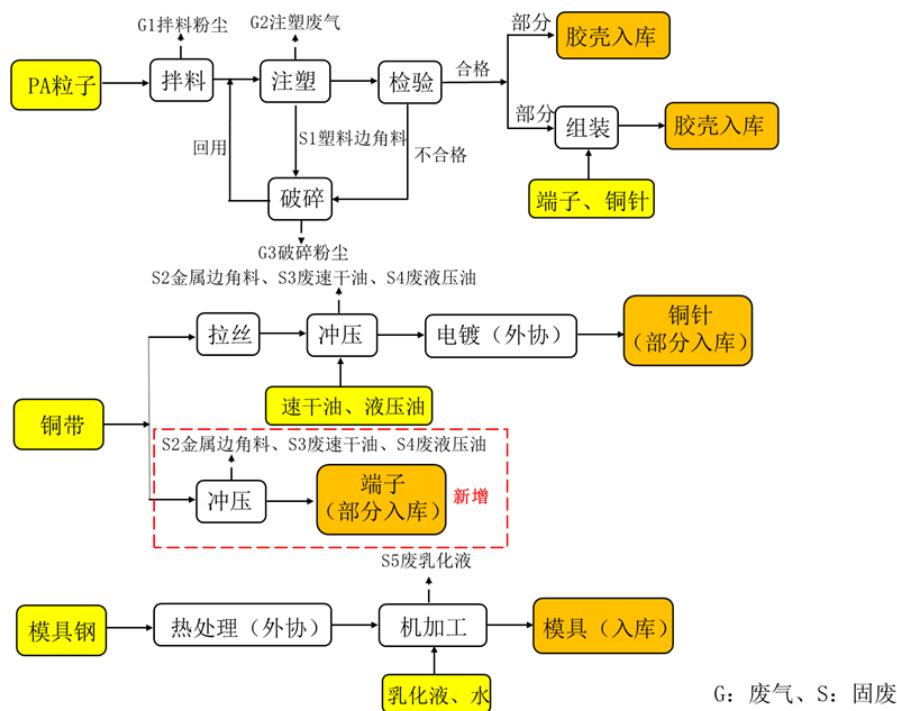 G1拌料粉尘
G2注塑废气
部分
胶壳入库
PA粒子
拌料
注塑
检验
合格
部分
组装
胶壳入库
回用
S1塑料边角料
不合格
破碎
端子、铜针
G3破碎粉尘
S2金属边角料、S3废速干油、S4废液压油
拉丝
冲压
电镀（外协）
铜针
（部分入库）
速干油、液压油
铜带
S2金属边角料、S3废速干油、S4废液压油
冲压
端子
（部分入库）
新增
S5废乳化液
模具钢
热处理（外协）
机加工
模具（入库）
乳化液、水
G：废气、S：固废